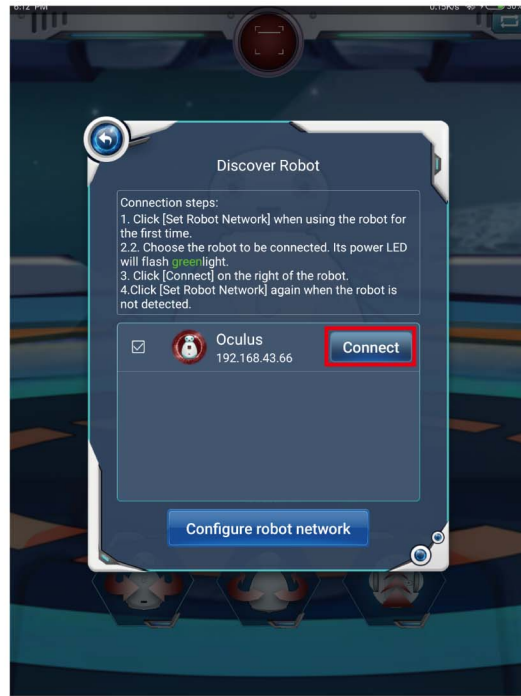 6:12 PM
0.15K/s
Discover Robot
Connection steps:
1. Click [Set Robot Network] when using the robot for
the first time.
2.2. Choose the robot to be connected. Its power LED
will flash greenlight.
3. Click [Connect] on the right of the robot.
4.Click [Set Robot Network] again when the robot is
not detected.
Oculus
192.168.43.66
Connect
Configure robot network